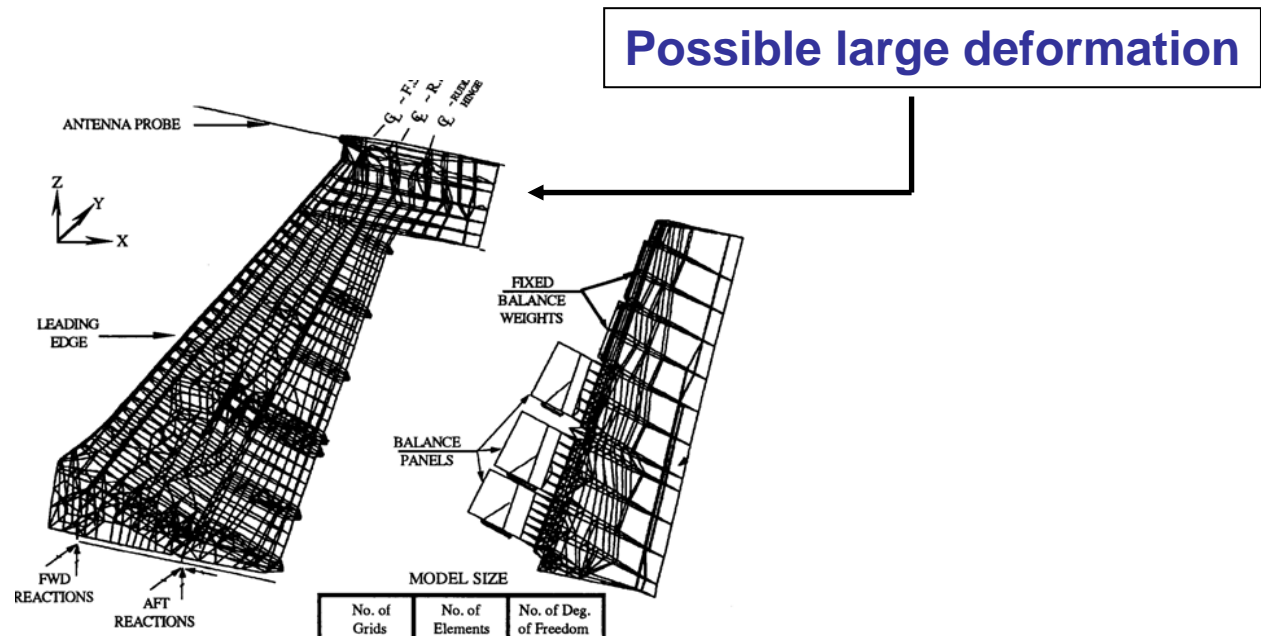 Possible large deformation
ANTENNA PROBE
HINGE
Z
Y
X
LEADING
EDGE
FIXED
BALANCE
WEIGHTS
BALANCE
PANELS
FWD
REACTIONS
AFT
REACTIONS
MODEL SIZE
No. of
Grids
No. of
Elements
No. of Deg.
of Freedom